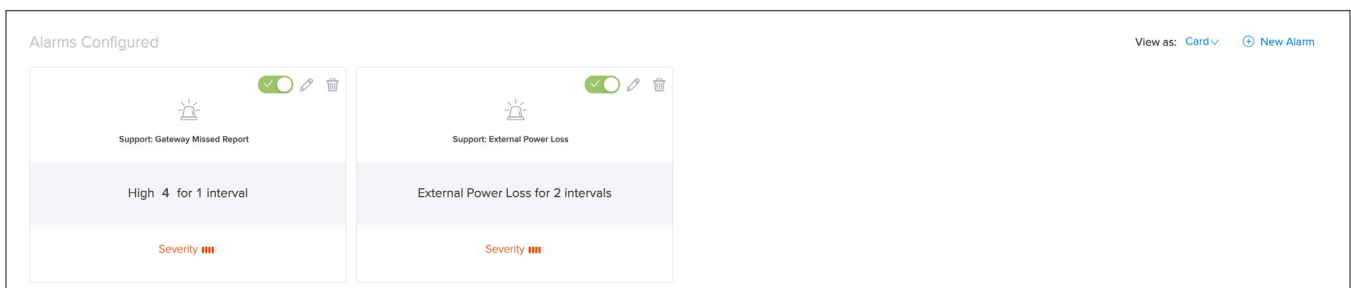 Alarms Configured
View as: Card
New Alarm
Support: Gateway Missed Report
High 4 for 1 interval
Severity
Support: External Power Loss
External Power Loss for 2 intervals
Severity